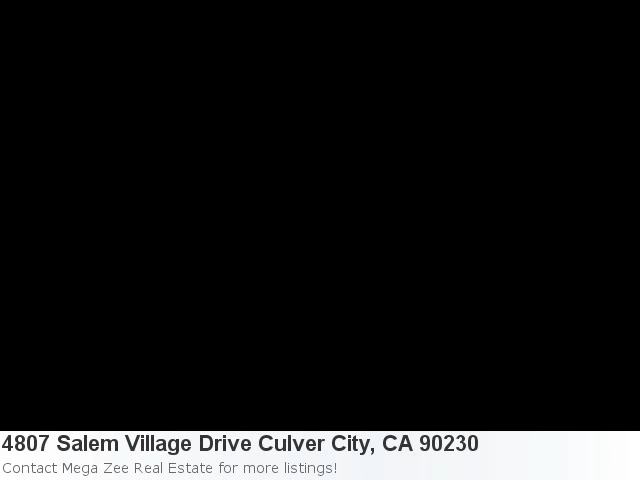 4807 Salem Village Drive Culver City, CA 90230
Contact Mega Zee Real Estate for more listings!